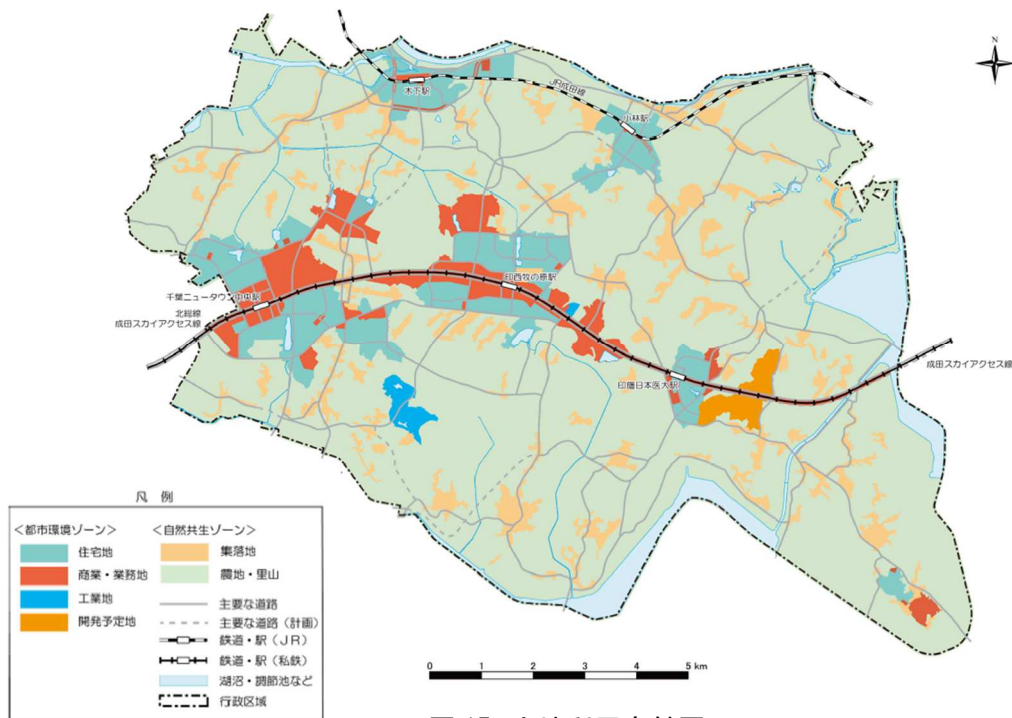 N
木下駅
JR成田線
小林駅
印西牧の原駅
千葉ニュータウン中央駅
北総線
成田スカイアクセス線
印旛日本医大駅
成田スカイアクセス線
凡 例
＜都市環境ゾーン＞
住宅地
商業・業務地
工業地
開発予定地
＜自然共生ゾーン＞
集落地
農地・里山
主要な道路
主要な道路（計画）
鉄道・駅（ＪＲ）
鉄道・駅（私鉄）
湖沼・調節池など
行政区域
0 1 2 3 4 5 km